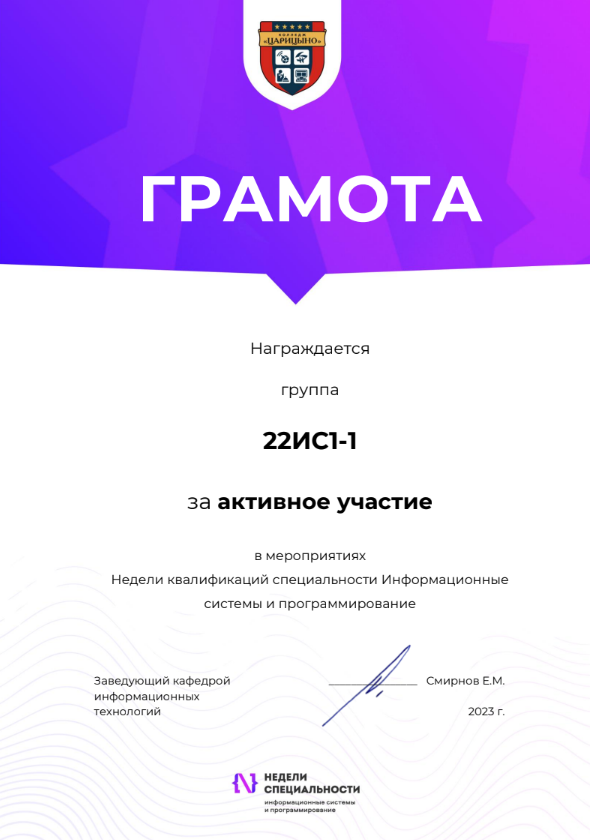 КОЛЛЕДЖ
«ЦАРИЦЫНО»
ГРАМОТА
Награждается
группа
22ИС1-1
за активное участие
в мероприятиях
Недели квалификаций специальности Информационные
системы и программирование
Заведующий кафедрой
информационных
технологий
Смирнов Е.М.
2023 г.
НЕДЕЛИ
СПЕЦИАЛЬНОСТИ
информационные системы
и программирование